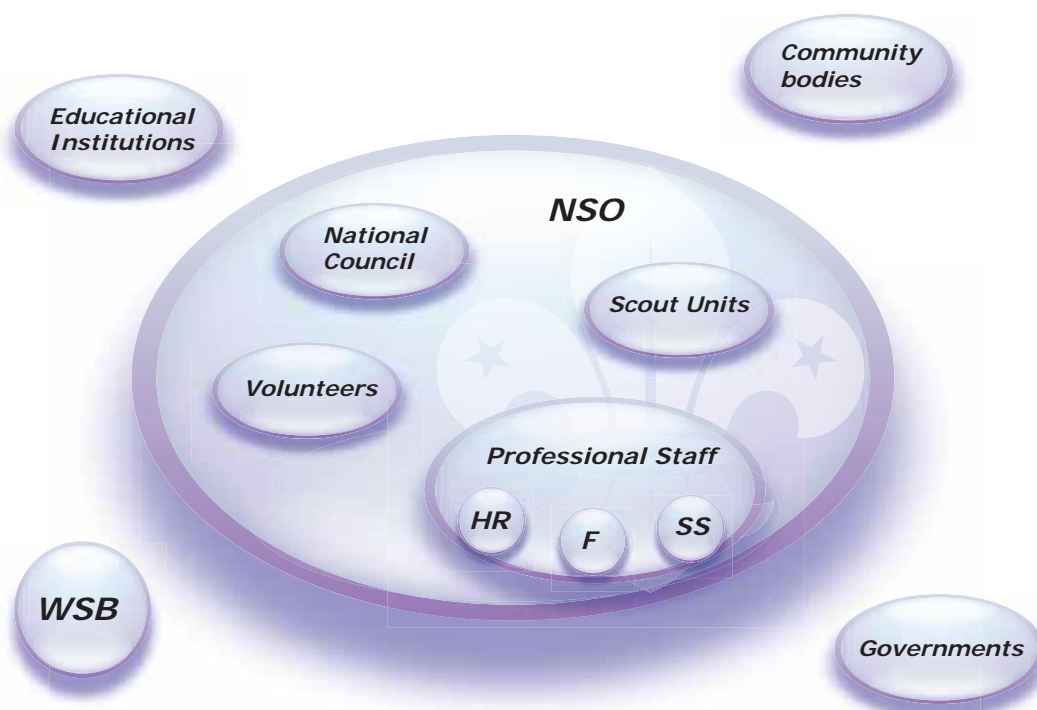 Community
bodies
Educational
Institutions
NSO
National
Council
Scout Units
Volunteers
Professional Staff
HR
F
SS
WSB
Governments